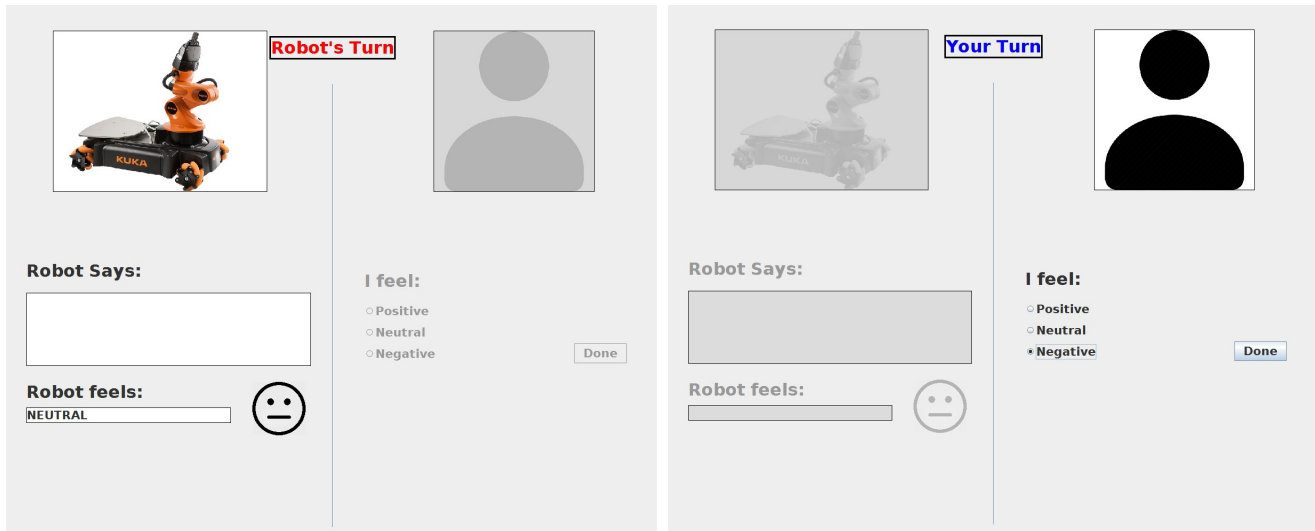 Robot's Turn
KUKA
Robot Says:
I feel:
Positive
Neutral
Negative
Done
Robot feels:
NEUTRAL
Your Turn
KUKA
Robot Says:
I feel:
Positive
Neutral
Negative
Done
Robot feels: